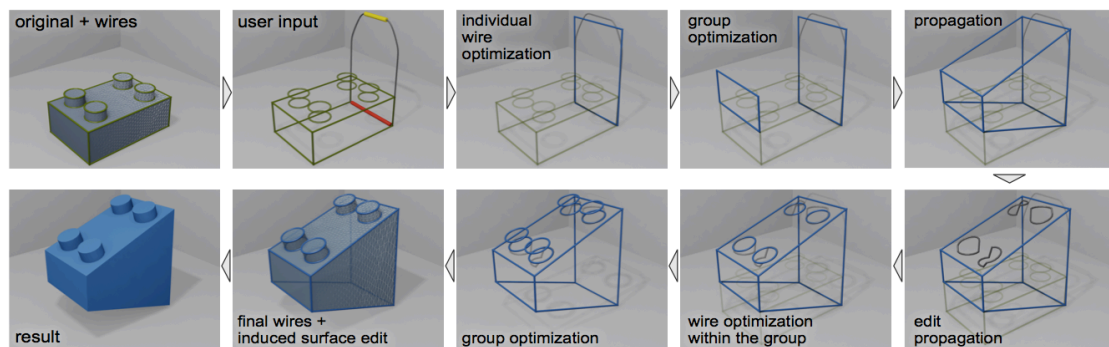 original + wires
user input
individual
wire
optimization
group
optimization
propagation
result
final wires +
induced surface edit
group optimization
wire optimization
within the group
edit
propagation